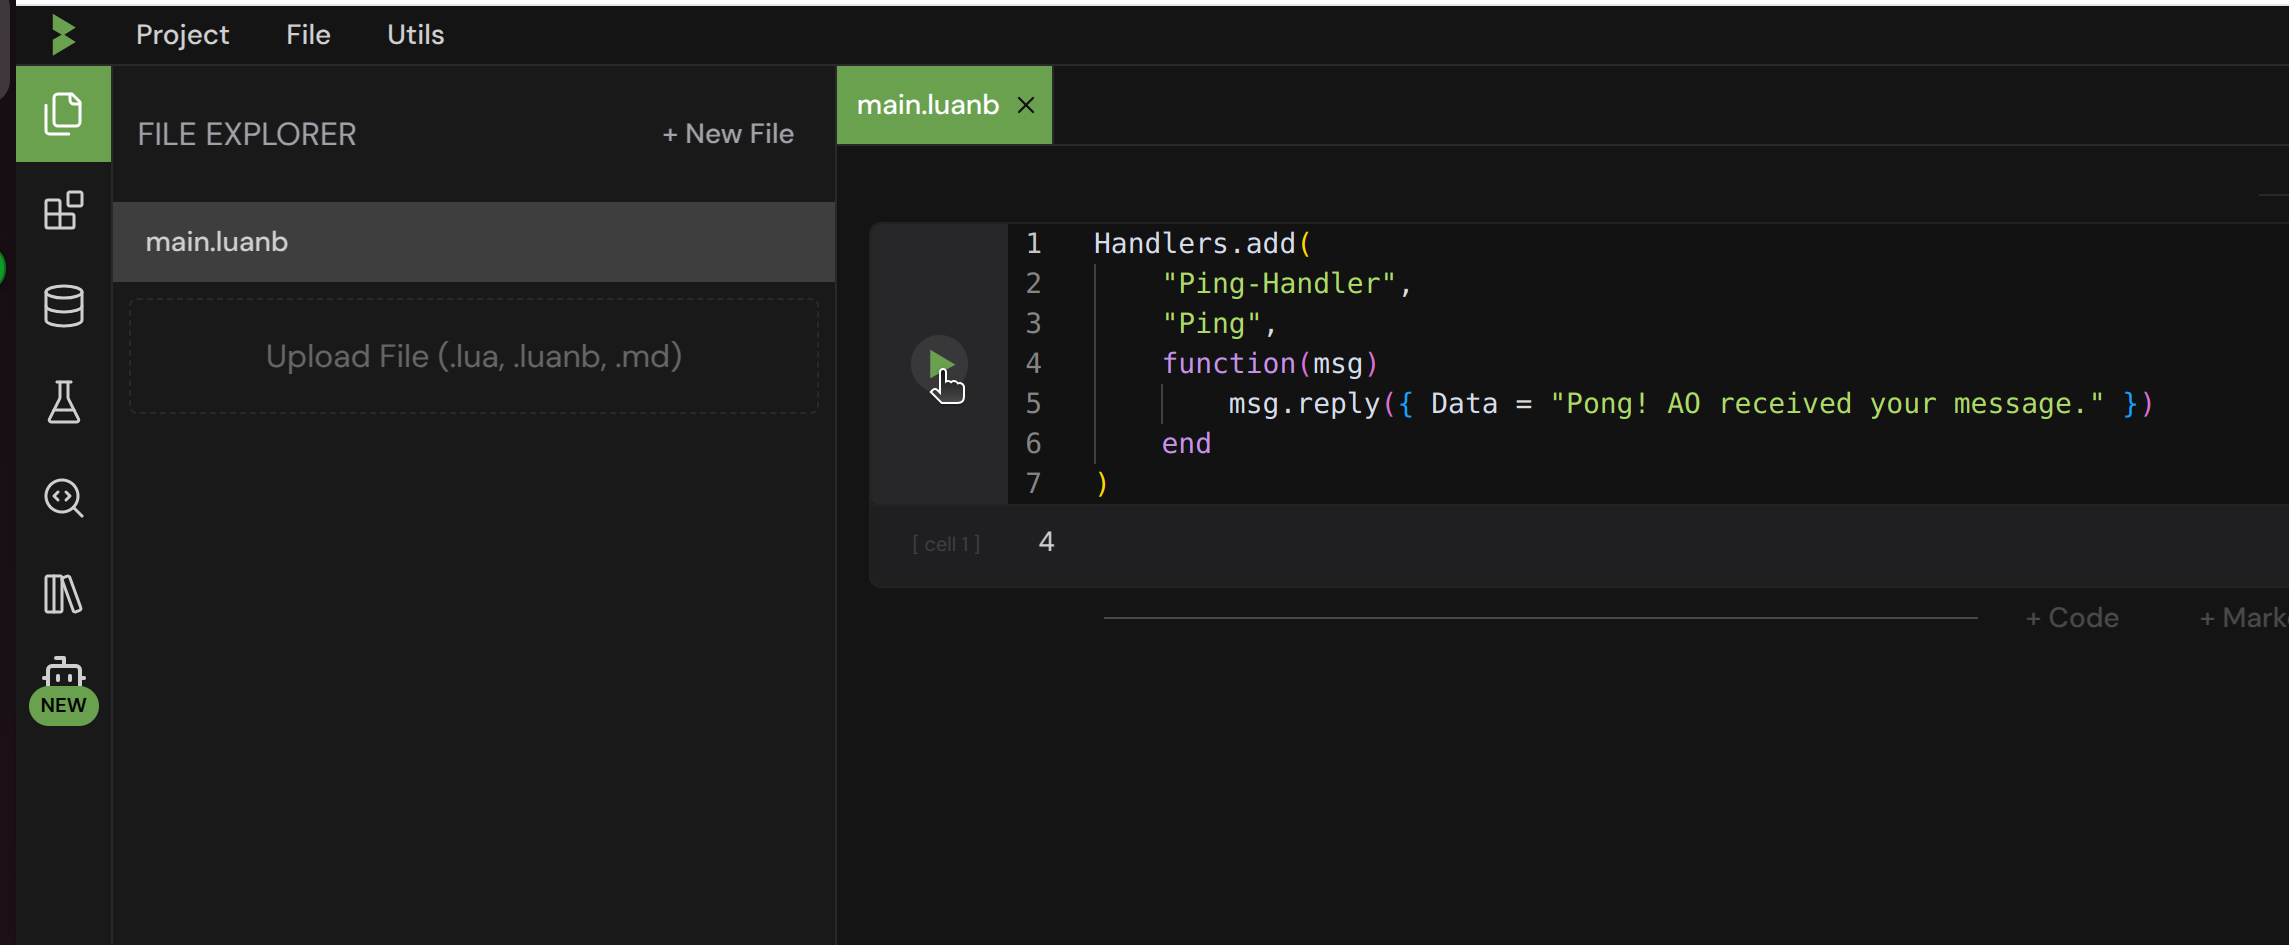 Project File Utils
FILE EXPLORER + New File
main.luanb
Upload File (.lua, .luanb, .md)
NEW
main.luanb
1 Handlers.add(
2 "Ping-Handler",
3 "Ping",
4 function(msg)
5 msg.reply({ Data = "Pong! AO received your message." })
6 end
7 )
[ cell 1 ] 4
+ Code + Mark